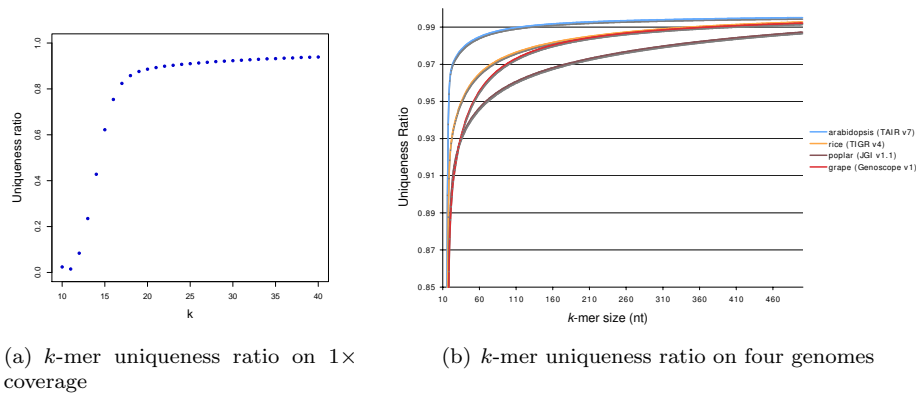 1.0
0.8
0.6
0.4
0.2
0.0
Uniqueness ratio
10 15 20 25 30 35 40
k
(a) k-mer uniqueness ratio on 1×
coverage
0.99
0.97
0.95
0.93
0.91
0.89
0.87
0.85
Uniqueness Ratio
10 60 110 160 210 260 310 360 410 460
k-mer size (nt)
arabidopsis (TAIR v7)
rice (TIGR v4)
poplar (JGI v1.1)
grape (Genoscope v1)
(b) k-mer uniqueness ratio on four genomes